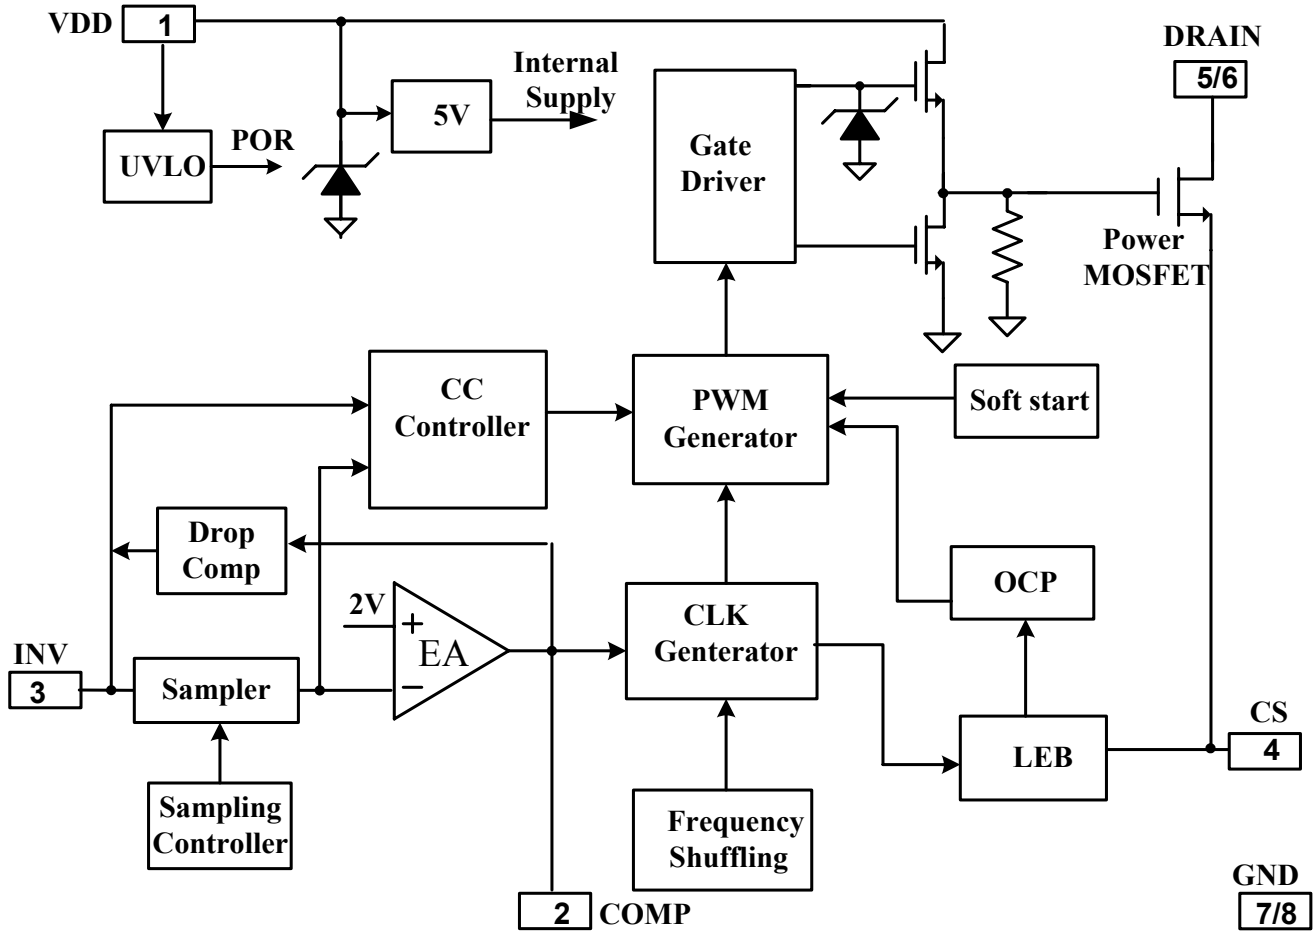 VDD
1
DRAIN
5/6
Internal
Supply
5V
POR
UVLO
Gate
Driver
Power
MOSFET
CC
Controller
PWM
Generator
Soft start
Drop
Comp
OCP
2V
+
EA
−
CLK
Genterator
INV
3
Sampler
LEB
CS
4
Sampling
Controller
Frequency
Shuffling
2
COMP
GND
7/8